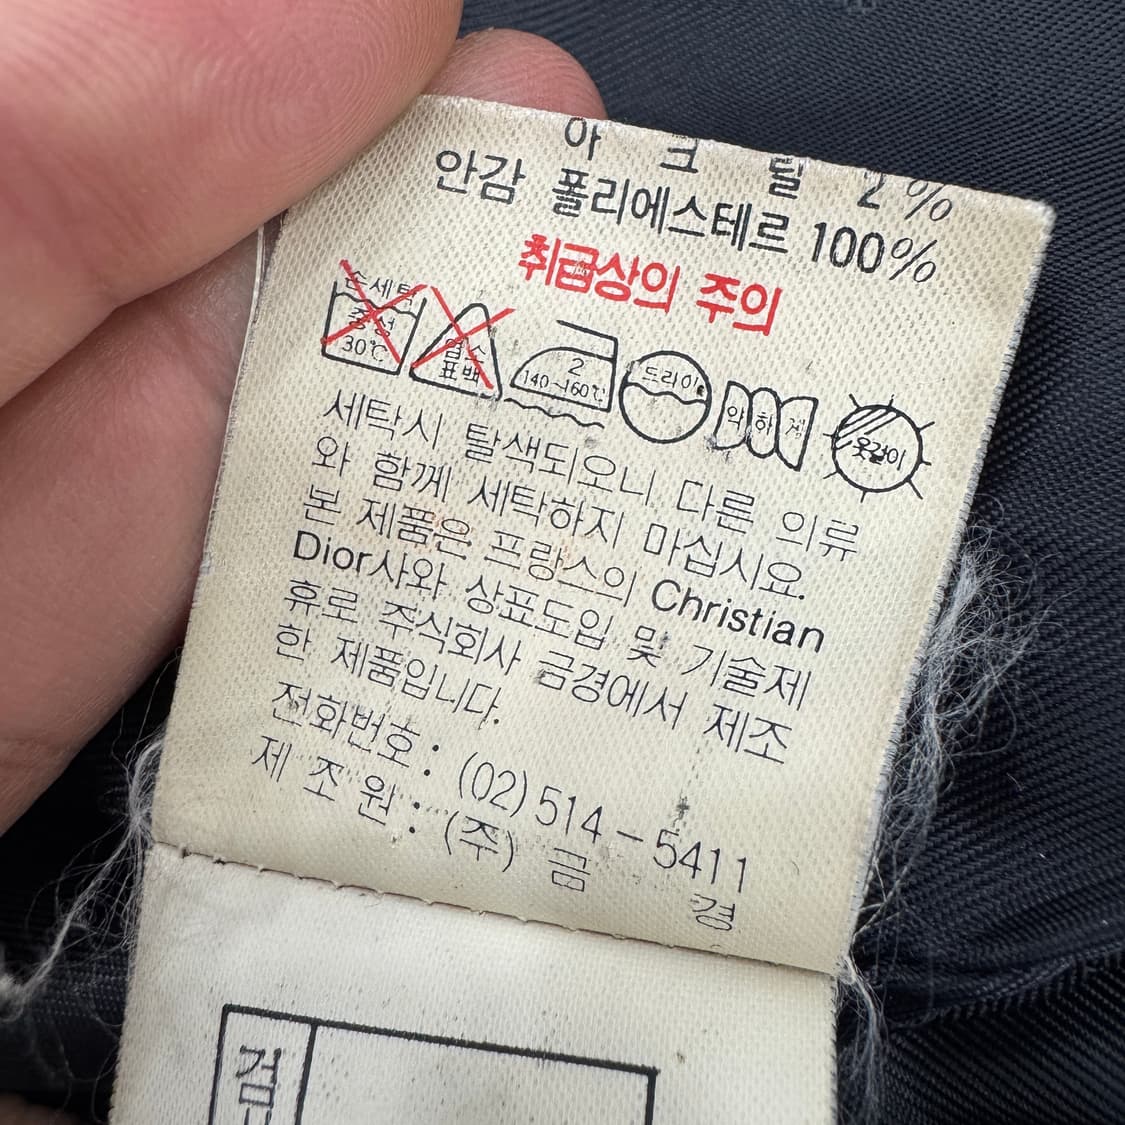 아 크 릴 2%
안감 폴리에스테르 100%
취급상의 주의
손세탁
중성
30℃
염소
표백
2
140~160℃
드라이
약하게
옷걸이
세탁시 탈색되오니 다른 의류
와 함께 세탁하지 마십시요.
본 제품은 프랑스의 Christian
Dior사와 상표도입 및 기술제
휴로 주식회사 금경에서 제조
한 제품입니다.
전화번호 : (02) 514-5411
제 조 원 : (주) 금 경
검